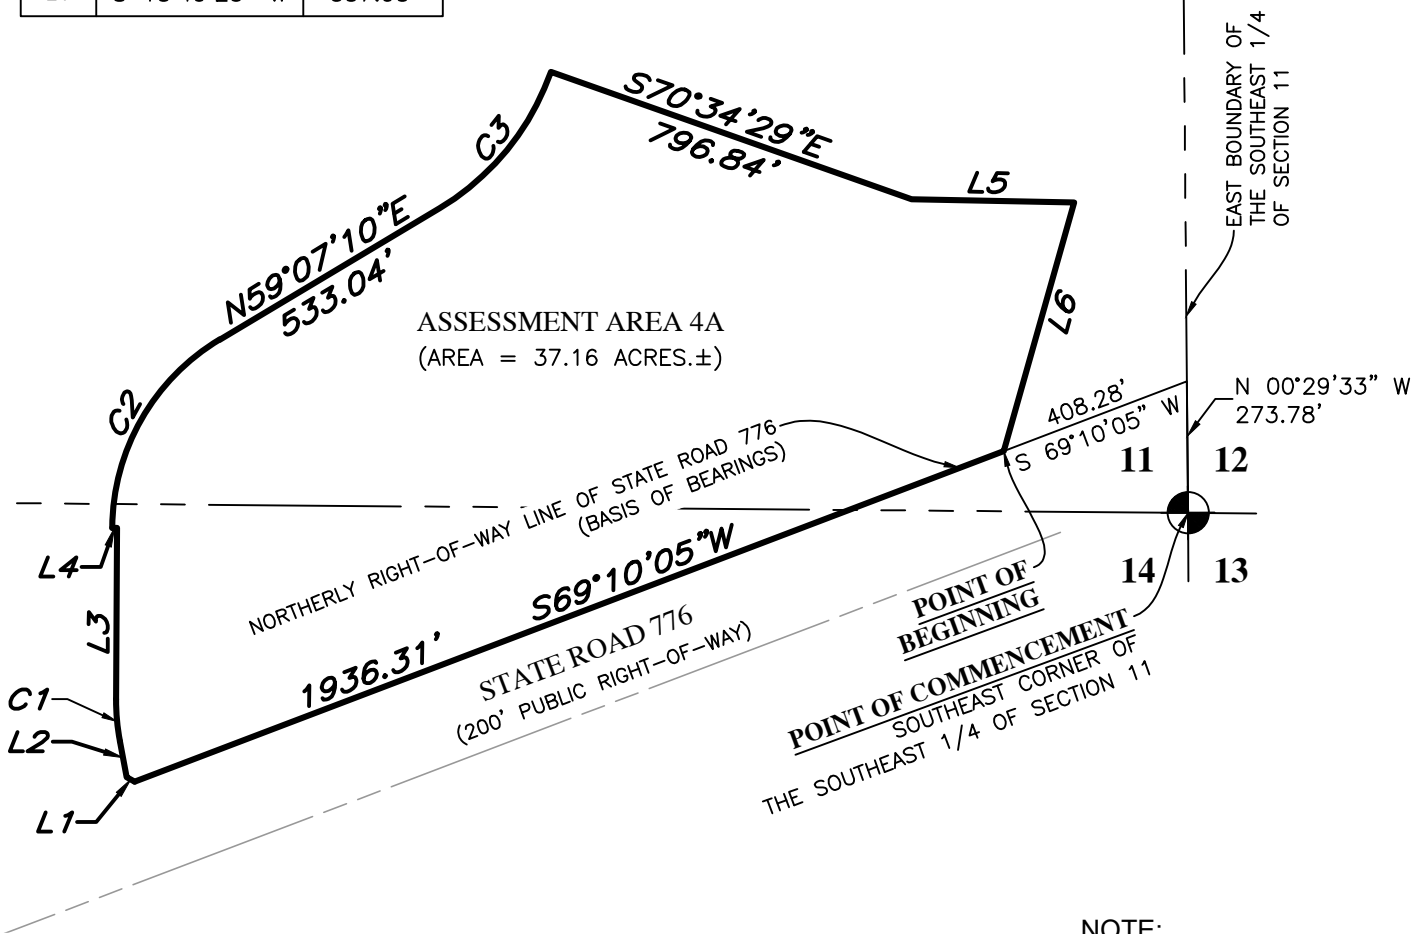 EAST BOUNDARY OF
THE SOUTHEAST 1/4
OF SECTION 11
S70°34'29"E
796.84'
C3
L5
N59°07'10"E
533.04'
L6
ASSESSMENT AREA 4A
(AREA = 37.16 ACRES.±)
C2
408.28'
S 69°10'05" W
N 00°29'33" W
273.78'
11
12
14
13
NORTHERLY RIGHT-OF-WAY LINE OF STATE ROAD 776
(BASIS OF BEARINGS)
L4
L3
C1
L2
L1
S69°10'05"W
1936.31'
STATE ROAD 776
(200' PUBLIC RIGHT-OF-WAY)
POINT OF
BEGINNING
POINT OF COMMENCEMENT
SOUTHEAST CORNER OF
THE SOUTHEAST 1/4 OF SECTION 11
NOTE: